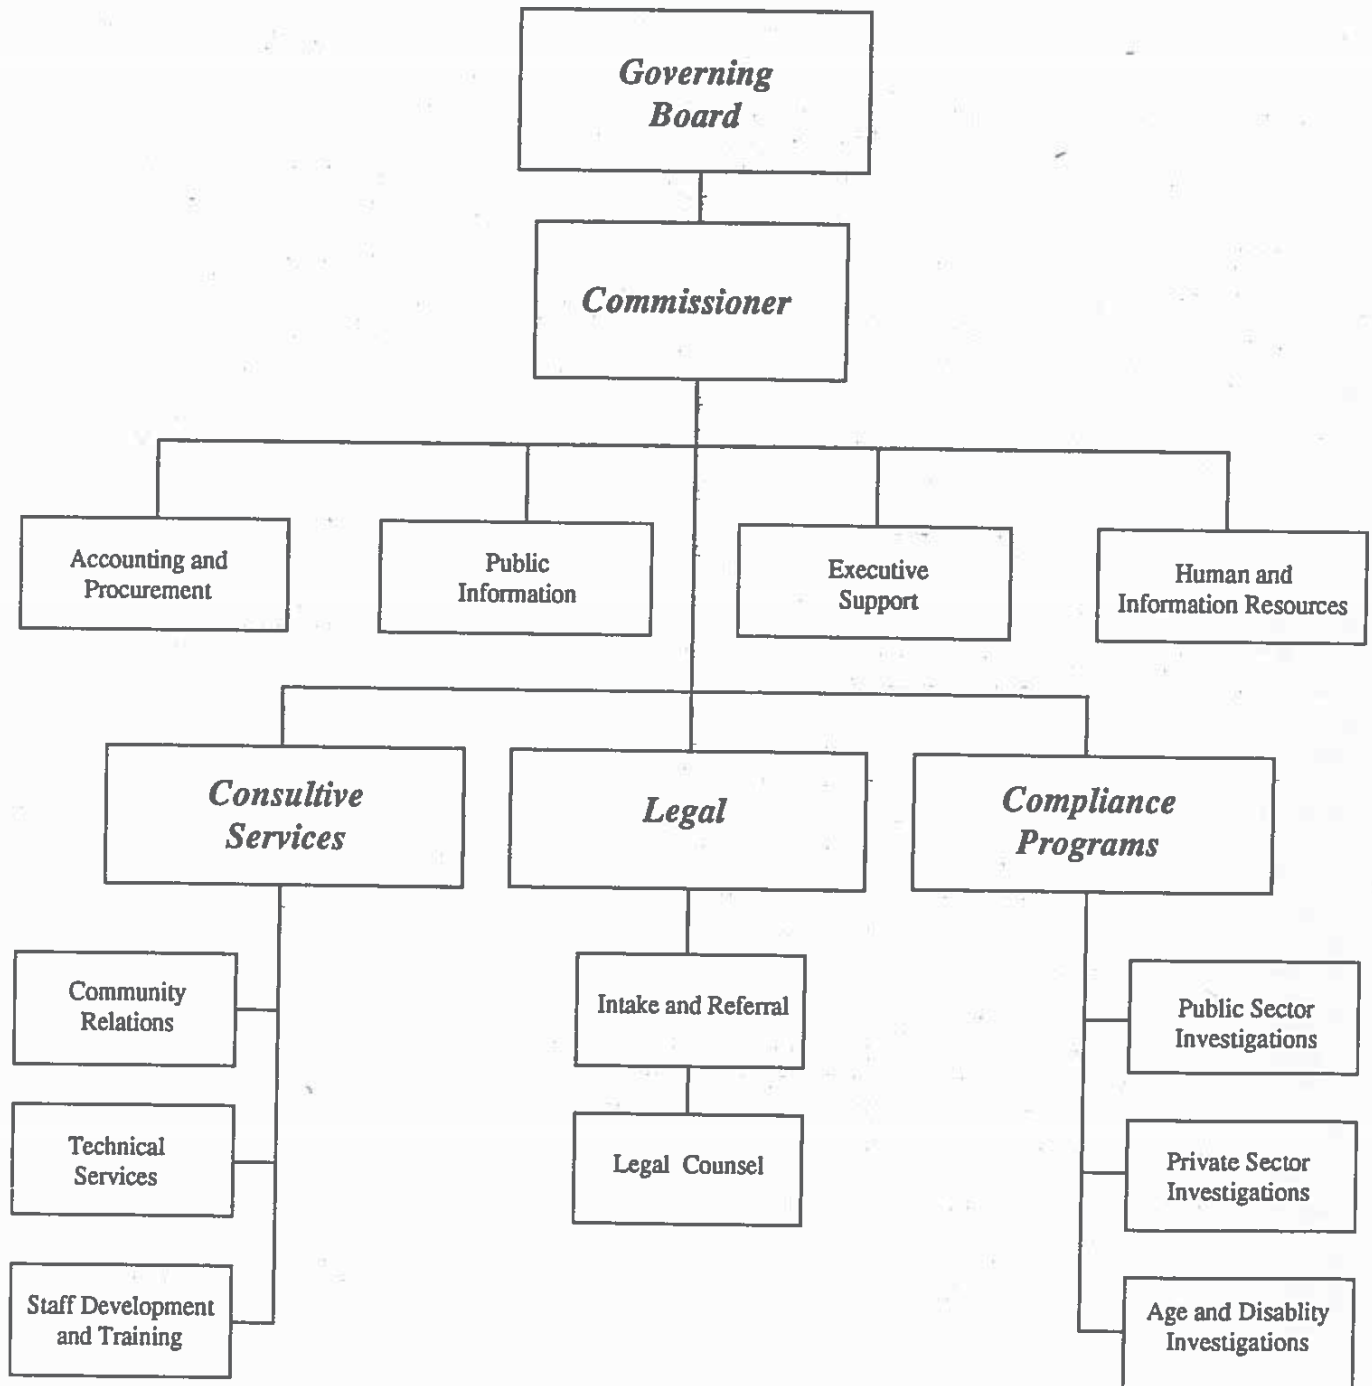 Governing
Board
Commissioner
Accounting and
Procurement
Public
Information
Executive
Support
Human and
Information Resources
Consultive
Services
Legal
Compliance
Programs
Community
Relations
Technical
Services
Staff Development
and Training
Intake and Referral
Legal Counsel
Public Sector
Investigations
Private Sector
Investigations
Age and Disablity
Investigations